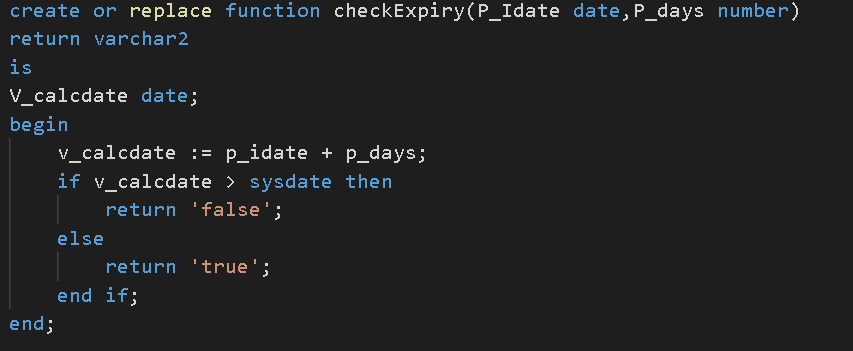 create or replace function checkExpiry(P_Idate date,P_days number)
return varchar2
is
V_calcdate date;
begin
    v_calcdate := p_idate + p_days;
    if v_calcdate > sysdate then
        return 'false';
    else
        return 'true';
    end if;
end;